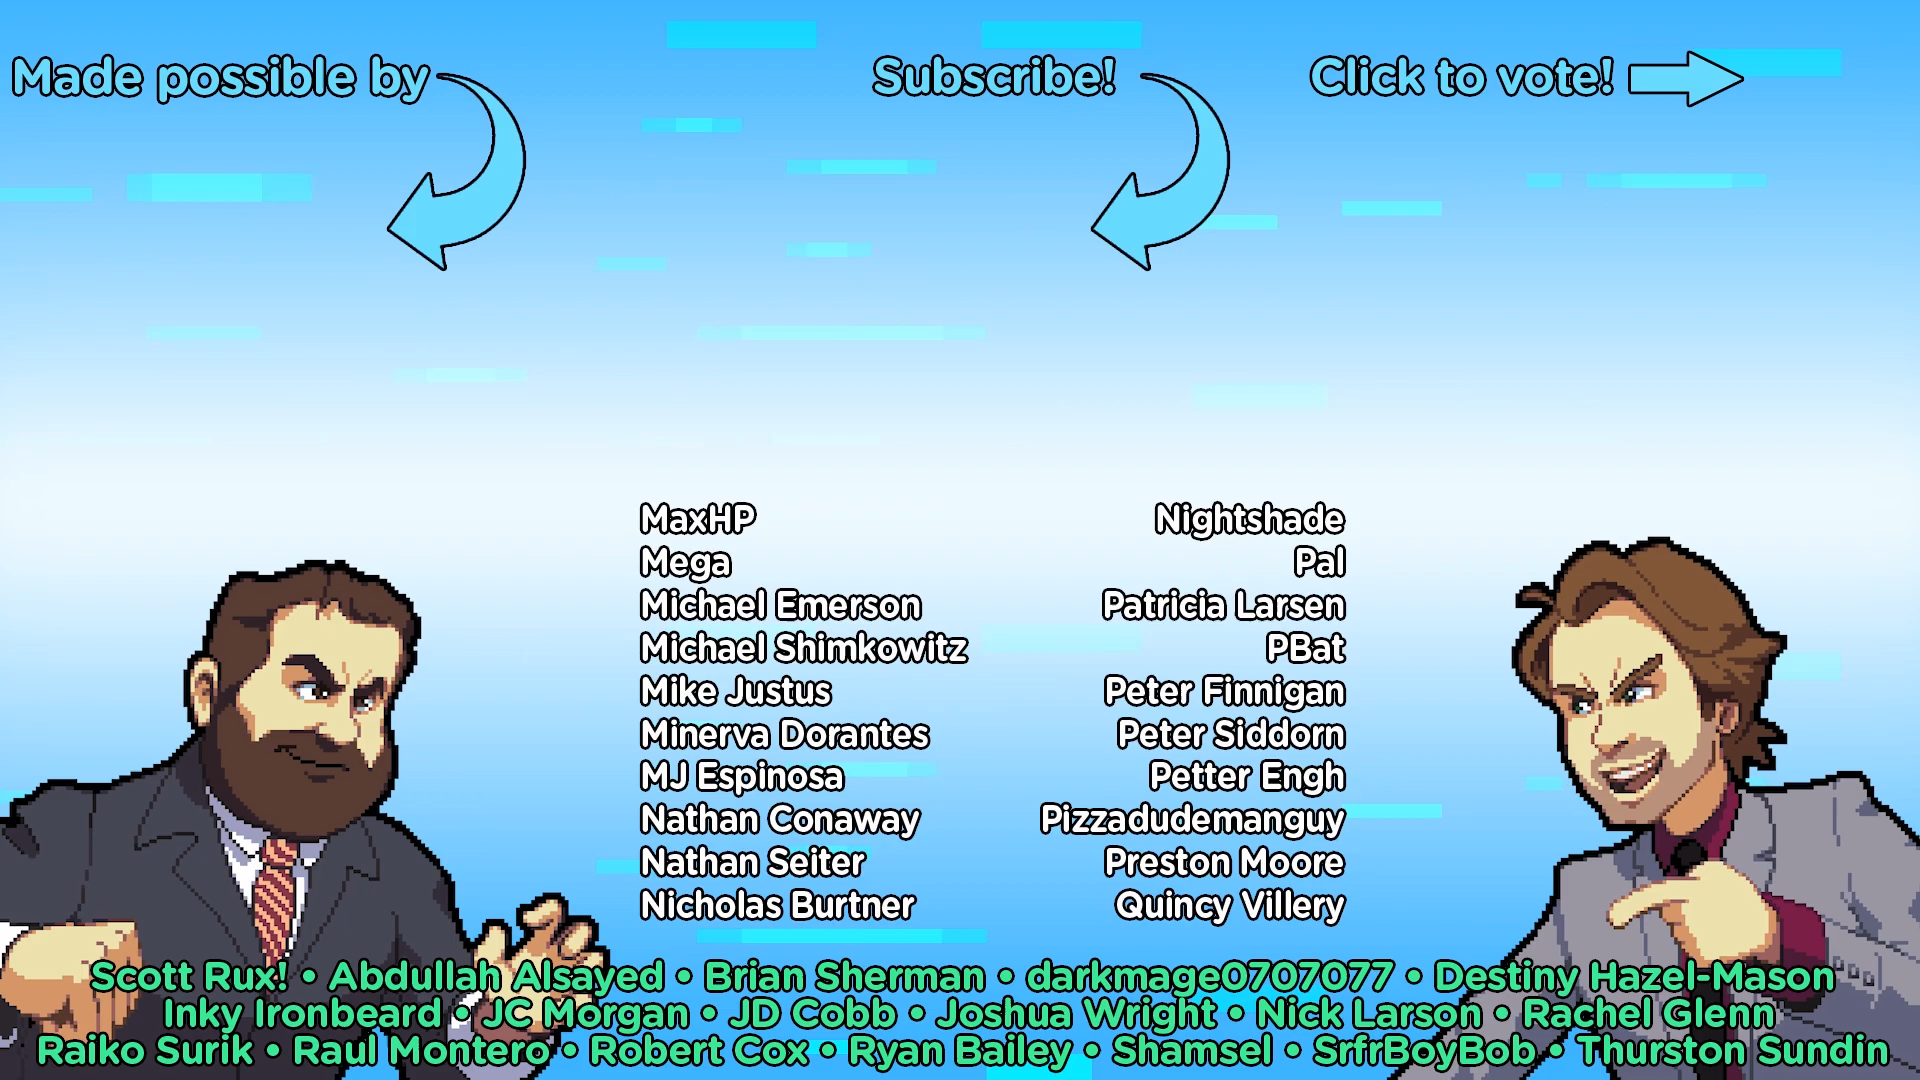 Made possible by
Subscribe!
Click to vote!
MaxHP
Mega
Michael Emerson
Michael Shimkowitz
Mike Justus
Minerva Dorantes
MJ Espinosa
Nathan Conaway
Nathan Seiter
Nicholas Burtner
Nightshade
Pal
Patricia Larsen
PBat
Peter Finnigan
Peter Siddorn
Petter Engh
Pizzadudemanguy
Preston Moore
Quincy Villery
Scott Rux! • Abdullah Alsayed • Brian Sherman • darkmage0707077 • Destiny Hazel-Mason
Inky Ironbeard • JC Morgan • JD Cobb • Joshua Wright • Nick Larson • Rachel Glenn
Raiko Surik • Raul Montero • Robert Cox • Ryan Bailey • Shamsel • SrfrBoyBob • Thurston Sundin